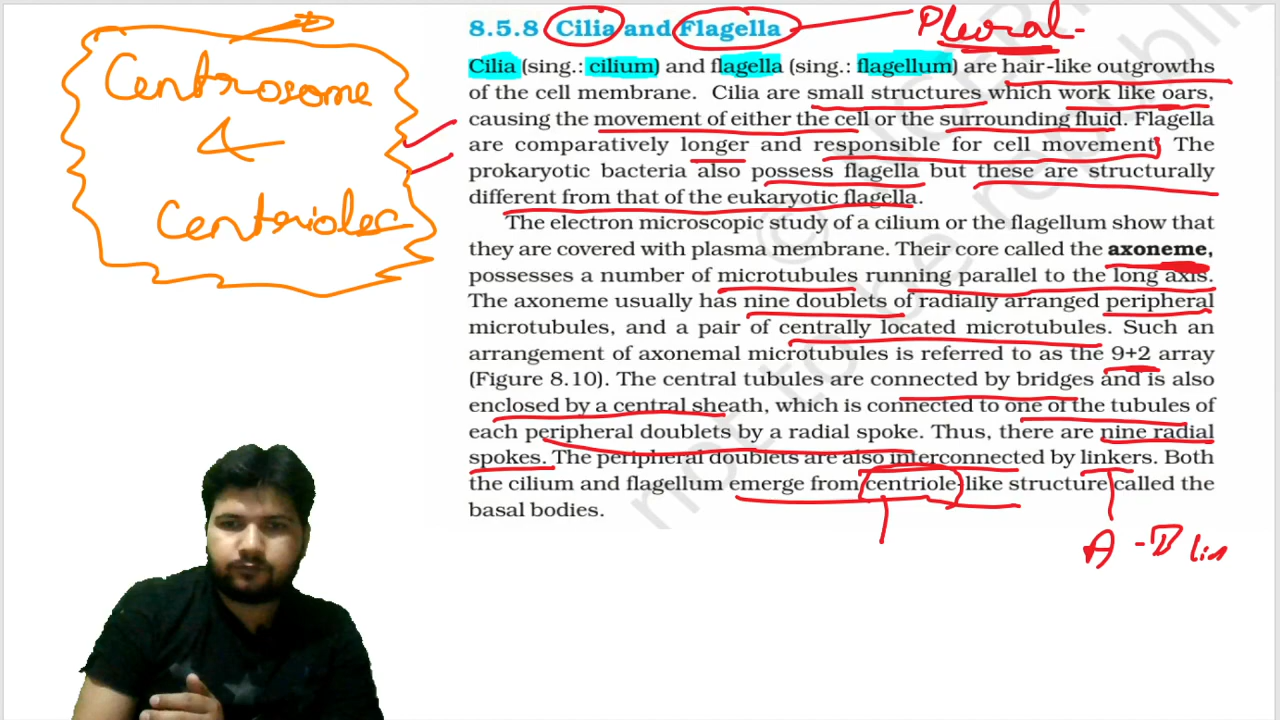 8.5.8 Cilia and Flagella
Plural-
Cilia (sing.: cilium) and flagella (sing.: flagellum) are hair-like outgrowths
of the cell membrane. Cilia are small structures which work like oars,
causing the movement of either the cell or the surrounding fluid. Flagella
are comparatively longer and responsible for cell movement. The
prokaryotic bacteria also possess flagella but these are structurally
different from that of the eukaryotic flagella.
The electron microscopic study of a cilium or the flagellum show that
they are covered with plasma membrane. Their core called the axoneme,
possesses a number of microtubules running parallel to the long axis.
The axoneme usually has nine doublets of radially arranged peripheral
microtubules, and a pair of centrally located microtubules. Such an
arrangement of axonemal microtubules is referred to as the 9+2 array
(Figure 8.10). The central tubules are connected by bridges and is also
enclosed by a central sheath, which is connected to one of the tubules of
each peripheral doublets by a radial spoke. Thus, there are nine radial
spokes. The peripheral doublets are also interconnected by linkers. Both
the cilium and flagellum emerge from centriole-like structure called the
basal bodies.
Centrosome
&
Centrioles
not to be republi